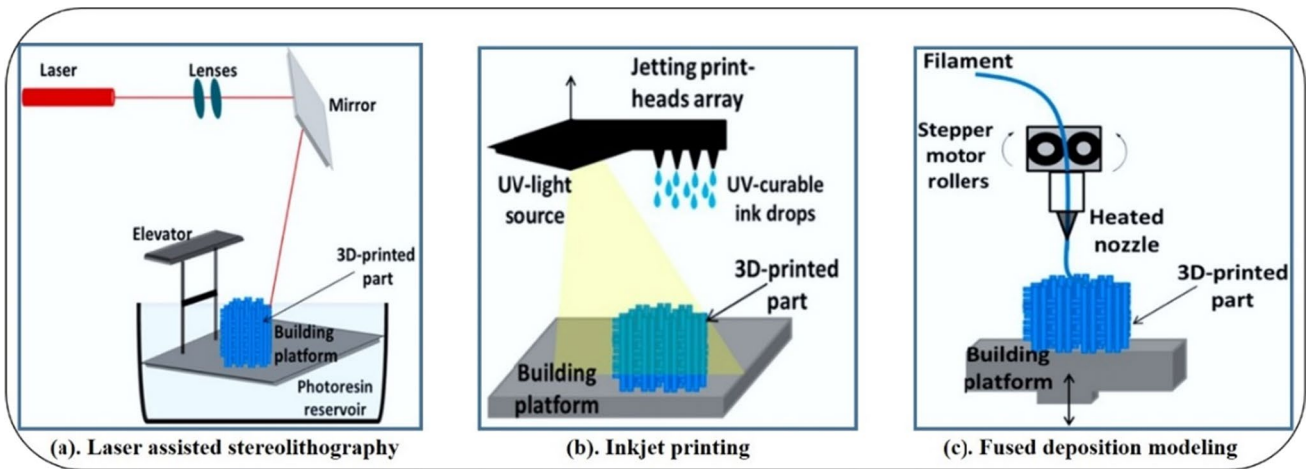 Laser
Lenses
Mirror
Elevator
3D-printed
part
Building
platform
Photoresin
reservoir
(a). Laser assisted stereolithography
Jetting print-
heads array
UV-light
source
UV-curable
ink drops
3D-printed
part
Building
platform
(b). Inkjet printing
Filament
Stepper
motor
rollers
Heated
nozzle
3D-printed
part
Building
platform
(c). Fused deposition modeling